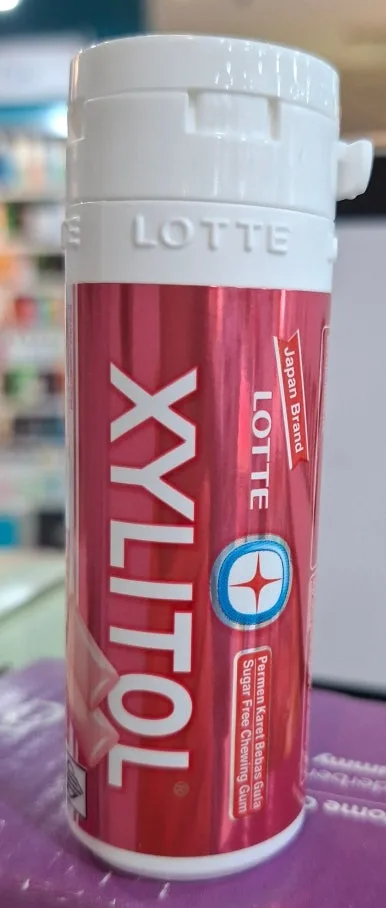 LOTTE
Japan Brand
LOTTE
XYLITOL®
Permen Karet Bebas Gula
Sugar Free Chewing Gum